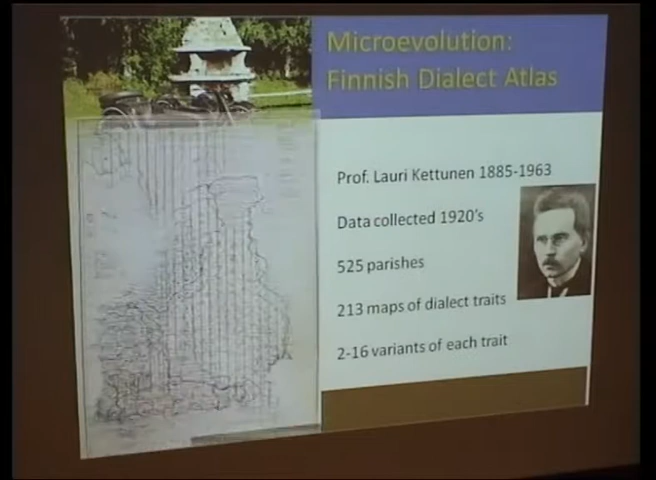 Microevolution:
Finnish Dialect Atlas
Prof. Lauri Kettunen 1885-1963
Data collected 1920's
525 parishes
213 maps of dialect traits
2-16 variants of each trait